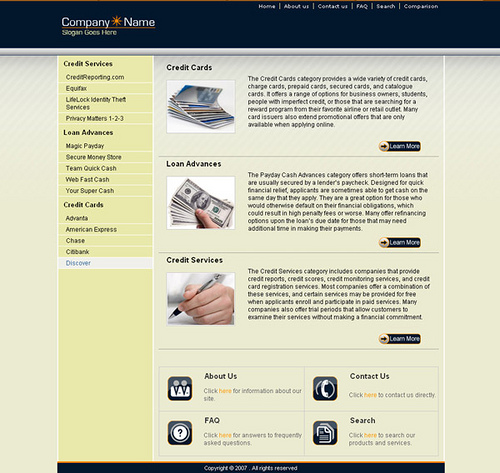 Home | About us | Contact us | FAQ | Search | Comparison
Company Name
Slogan Goes Here
Credit Services
CreditReporting.com
Equifax
LifeLock Identity Theft
Services
Privacy Matters 1-2-3
Loan Advances
Magic Payday
Secure Money Store
Team Quick Cash
Web Fast Cash
Your Super Cash
Credit Cards
Advanta
American Express
Chase
Citibank
Discover
Credit Cards
The Credit Cards category provides a wide variety of credit cards,
charge cards, prepaid cards, secured cards, and catalogue
cards. It offers a range of options for business owners, students,
people with imperfect credit, or those that are searching for a
reward program from their favorite airline or retail outlet. Many
card issuers also extend promotional offers that are only
available when applying online.
Learn More
Loan Advances
The Payday Cash Advances category offers short-term loans that
are usually secured by a lender's paycheck. Designed for quick
financial relief, applicants are sometimes able to get cash on the
same day that they apply. They are a great option for those who
would otherwise default on their financial obligations, which
could result in high penalty fees or worse. Many offer refinancing
options upon the loan's due date for those that may need
additional time in making their payments.
Learn More
Credit Services
The Credit Services category includes companies that provide
credit reports, credit scores, credit monitoring services, and credit
card registration services. Most companies offer a combination of
these services, and certain services may be provided for free
when applicants enroll and participate in paid services. Many
companies also offer trial periods that allow customers to
examine their services without making a financial commitment.
Learn More
About Us
Click here for information about our
site.
Contact Us
Click here to contact us directly.
FAQ
Click here for answers to frequently
asked questions.
Search
Click here to search our
products and services.
Copyright © 2007 . All rights reserved